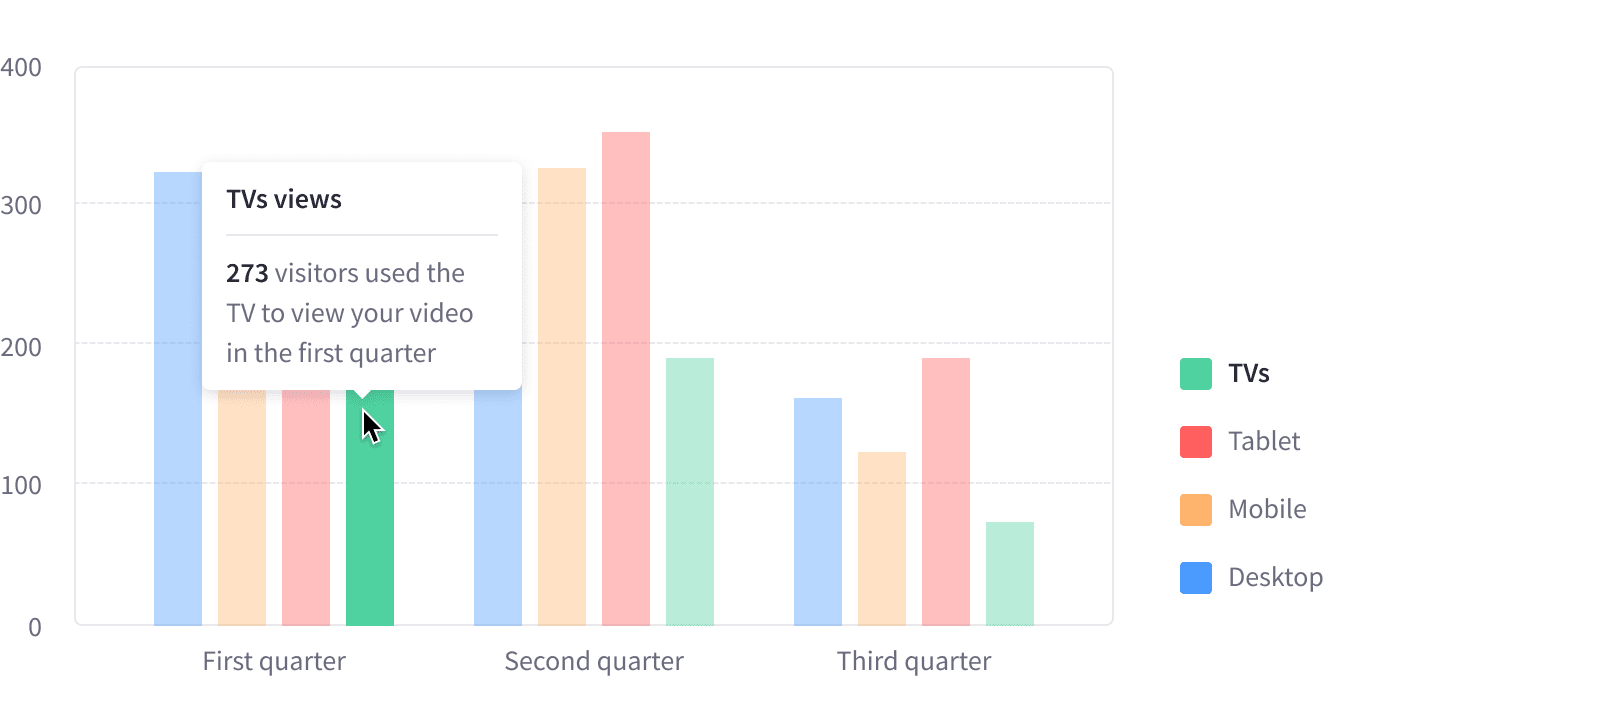 400
300
200
100
0
TVs views
273 visitors used the
TV to view your video
in the first quarter
First quarter
Second quarter
Third quarter
TVs
Tablet
Mobile
Desktop